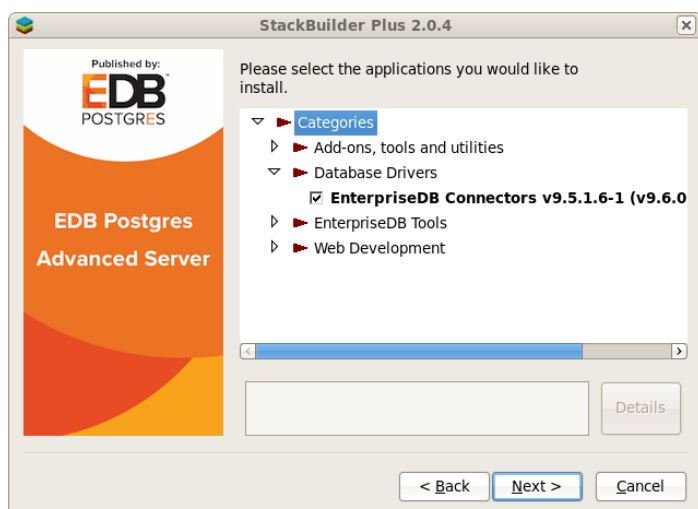 StackBuilder Plus 2.0.4
Published by:
EDB™
POSTGRES
EDB Postgres
Advanced Server
Please select the applications you would like to
install.
Categories
Add-ons, tools and utilities
Database Drivers
EnterpriseDB Connectors v9.5.1.6-1 (v9.6.0
EnterpriseDB Tools
Web Development
Details
< Back
Next >
Cancel